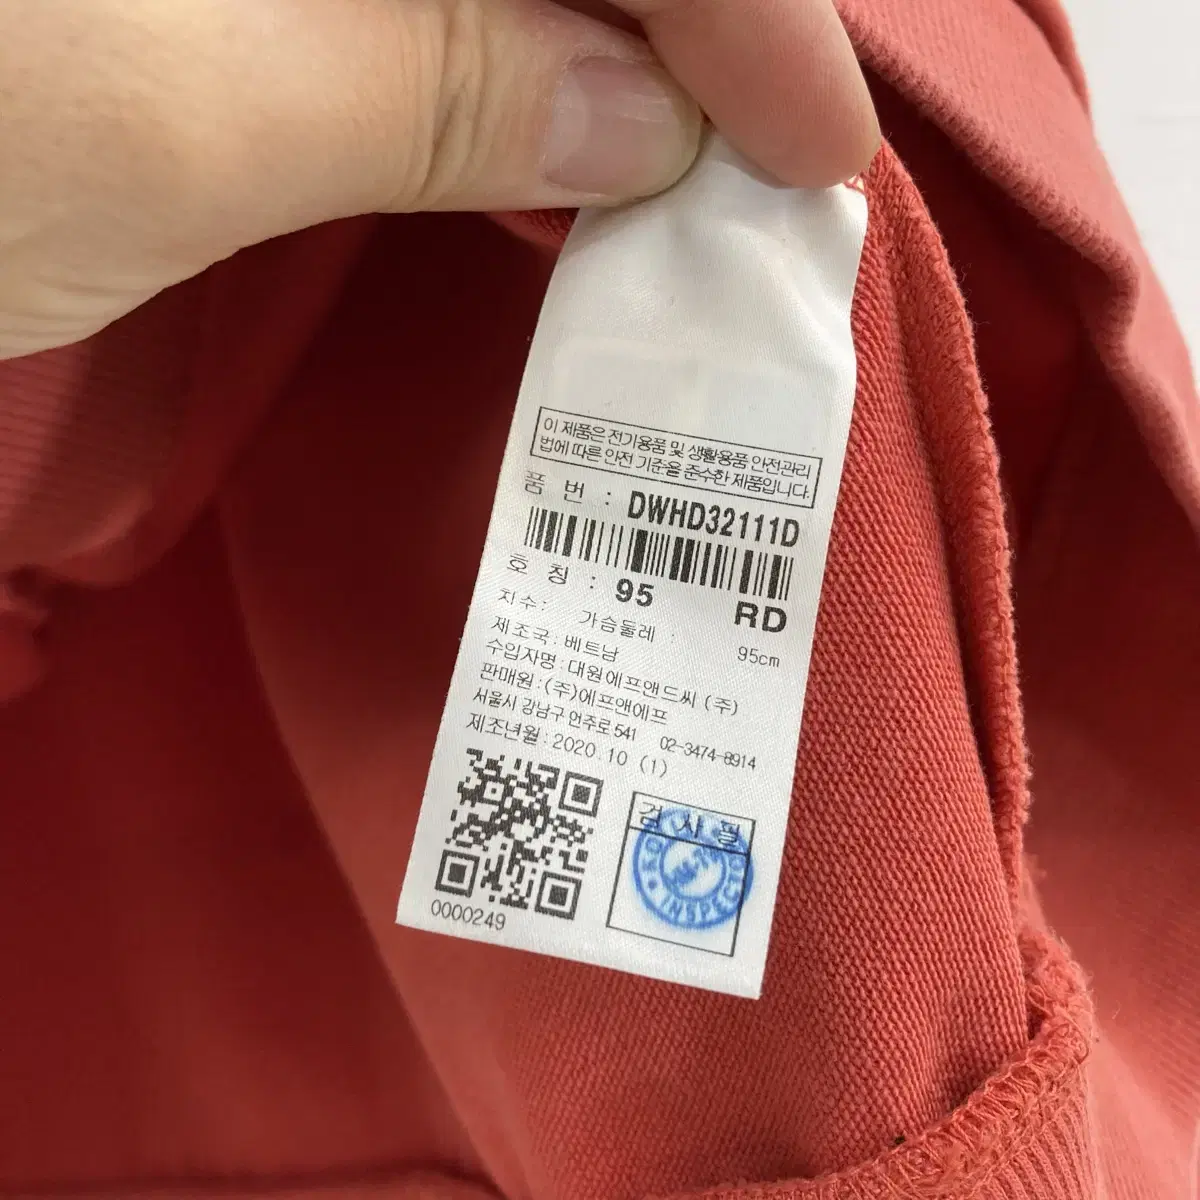 이 제품은 전기용품 및 생활용품 안전관리
법에 따른 안전 기준을 준수한 제품입니다.
품 번 : DWHD32111D
호 칭 : 95 RD
치수: 가슴둘레 : 95cm
제조국: 베트남
수입자명: 대원에프앤드씨 (주)
판매원: (주)에프앤에프
서울시 강남구 언주로 541 02-3474-8914
제조년월: 2020.10 (1)
검 사 필
INSPEC
0000249